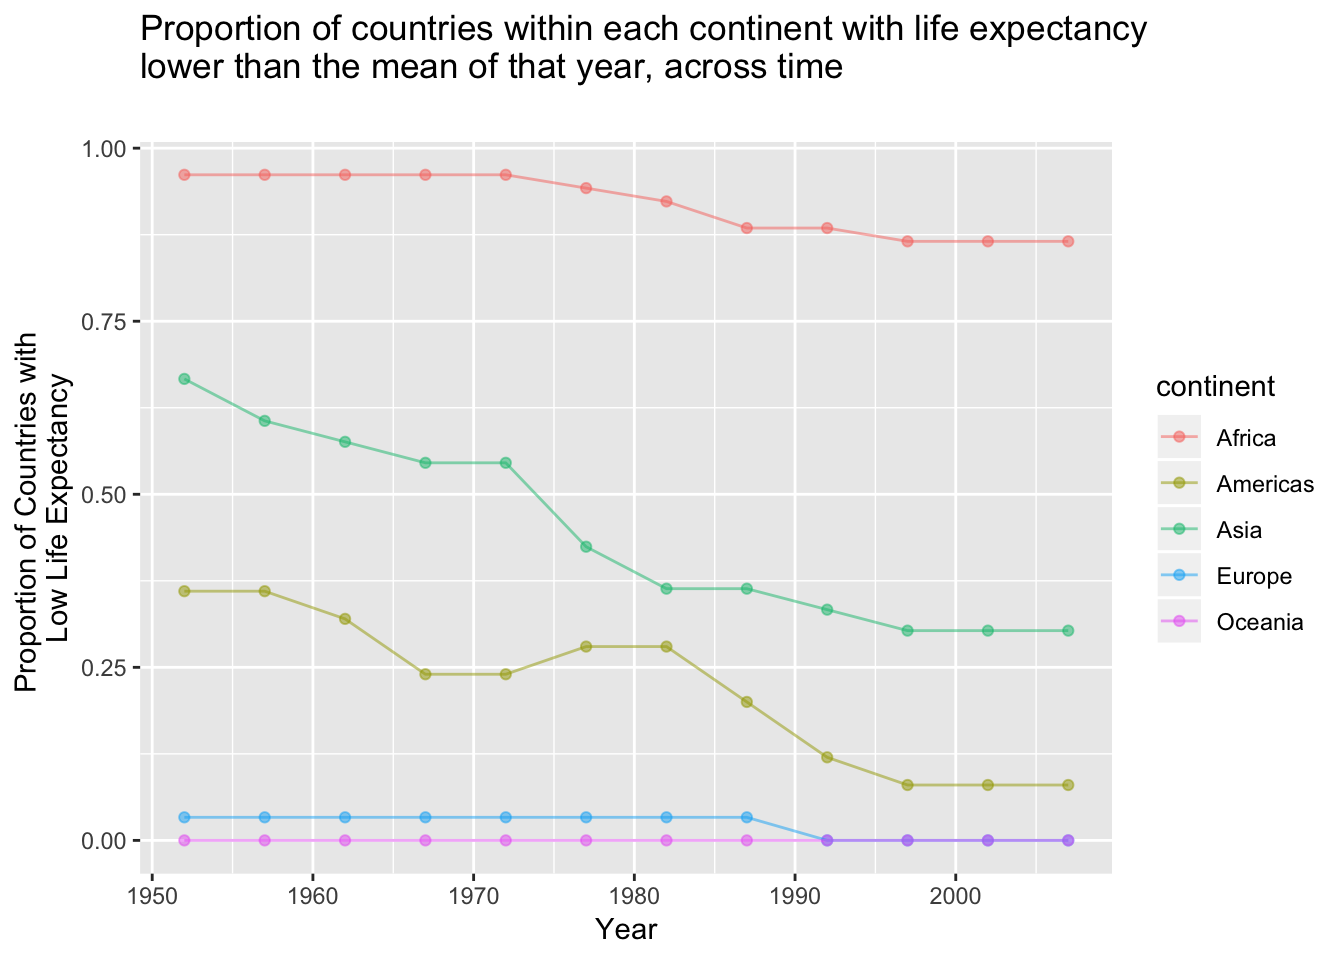 Proportion of countries within each continent with life expectancy
lower than the mean of that year, across time
Proportion of Countries with
Low Life Expectancy
1.00
0.75
0.50
0.25
0.00
1950 1960 1970 1980 1990 2000
Year
continent
Africa
Americas
Asia
Europe
Oceania